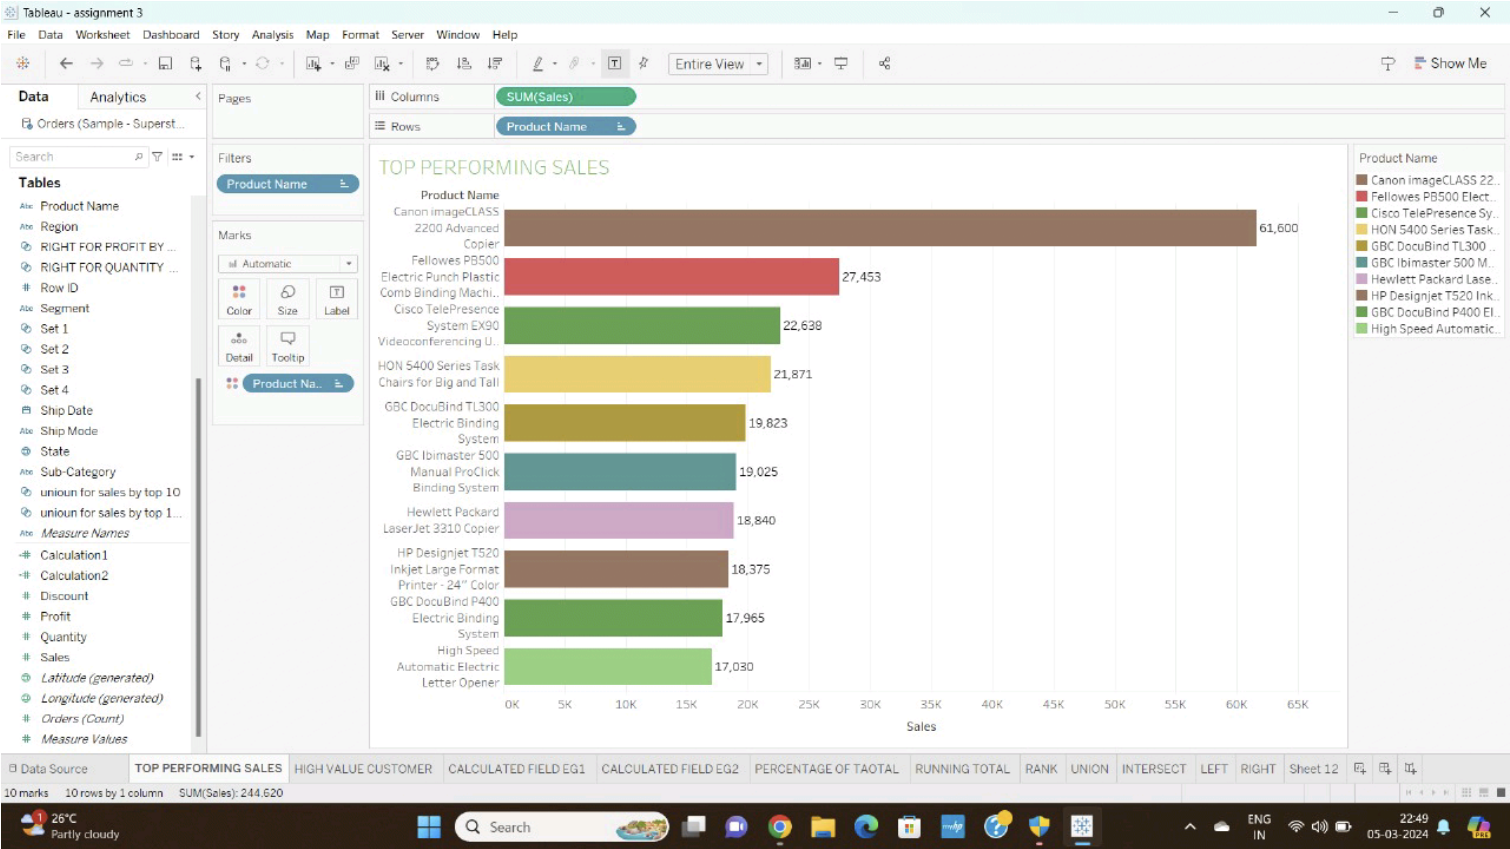 Tableau - assignment 3
File Data Worksheet Dashboard Story Analysis Map Format Server Window Help
Entire View
Show Me
Data Analytics
Orders (Sample - Superst...
Search
Tables
Abc Product Name
Abc Region
RIGHT FOR PROFIT BY ...
RIGHT FOR QUANTITY ...
# Row ID
Abc Segment
Set 1
Set 2
Set 3
Set 4
Ship Date
Abc Ship Mode
State
Abc Sub-Category
unioun for sales by top 10
unioun for sales by top 1...
Abc Measure Names
=# Calculation1
=# Calculation2
# Discount
# Profit
# Quantity
# Sales
Latitude (generated)
Longitude (generated)
# Orders (Count)
# Measure Values
Pages
Filters
Product Name
Marks
Automatic
Color Size Label
Detail Tooltip
Product Na..
Columns SUM(Sales)
Rows Product Name
TOP PERFORMING SALES
Product Name
Canon imageCLASS
2200 Advanced
Copier
61,600
Fellowes PB500
Electric Punch Plastic
Comb Binding Machi..
27,453
Cisco TelePresence
System EX90
Videoconferencing U..
22,638
HON 5400 Series Task
Chairs for Big and Tall
21,871
GBC DocuBind TL300
Electric Binding
System
19,823
GBC Ibimaster 500
Manual ProClick
Binding System
19,025
Hewlett Packard
LaserJet 3310 Copier
18,840
HP Designjet T520
Inkjet Large Format
Printer - 24" Color
18,375
GBC DocuBind P400
Electric Binding
System
17,965
High Speed
Automatic Electric
Letter Opener
17,030
0K 5K 10K 15K 20K 25K 30K 35K 40K 45K 50K 55K 60K 65K
Sales
Product Name
Canon imageCLASS 22..
Fellowes PB500 Elect..
Cisco TelePresence Sy..
HON 5400 Series Task..
GBC DocuBind TL300 ..
GBC Ibimaster 500 M..
Hewlett Packard Lase..
HP Designjet T520 Ink..
GBC DocuBind P400 El..
High Speed Automatic..
Data Source TOP PERFORMING SALES HIGH VALUE CUSTOMER CALCULATED FIELD EG1 CALCULATED FIELD EG2 PERCENTAGE OF TAOTAL RUNNING TOTAL RANK UNION INTERSECT LEFT RIGHT Sheet 12
10 marks 10 rows by 1 column SUM(Sales): 244,620
1
26°C
Partly cloudy
Search
myhp
ENG
IN
22:49
05-03-2024
PRE